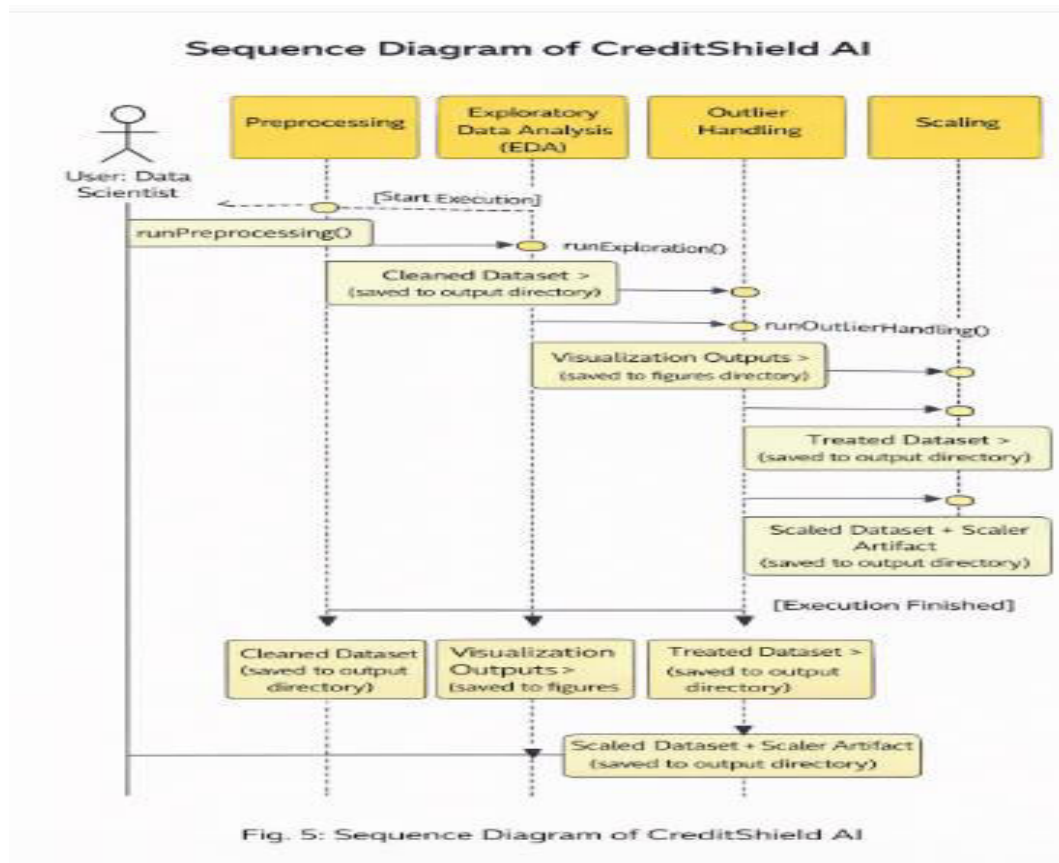 Sequence Diagram of CreditShield AI
Preprocessing
Exploratory
Data Analysis
(EDA)
Outlier
Handling
Scaling
User: Data
Scientist
[Start Execution]
runPreprocessing()
runExploration()
Cleaned Dataset >
(saved to output directory)
runOutlierHandling()
Visualization Outputs >
(saved to figures directory)
Treated Dataset >
(saved to output directory)
Scaled Dataset + Scaler
Artifact
(saved to output directory)
[Execution Finished]
Cleaned Dataset
(saved to output
directory)
Visualization
Outputs >
(saved to figures
Treated Dataset >
(saved to output
directory)
Scaled Dataset + Scaler Artifact
(saved to output directory)
Fig. 5: Sequence Diagram of CreditShield AI